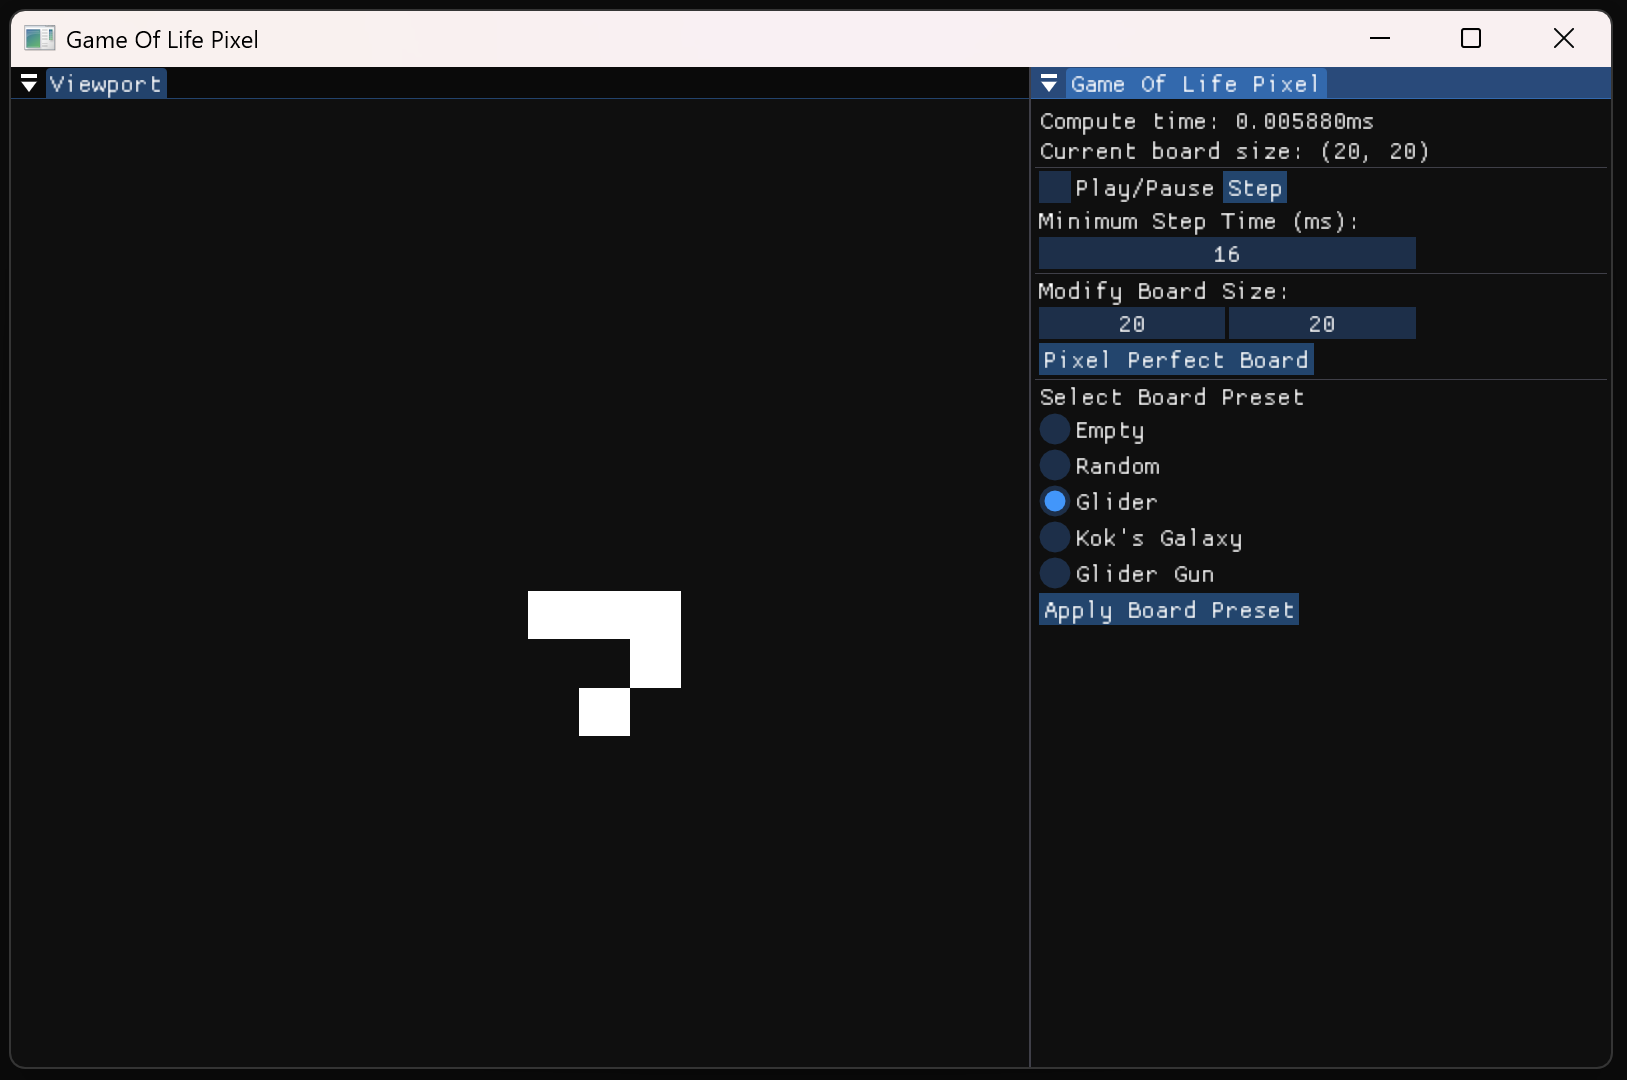 Game Of Life Pixel
Viewport
Game Of Life Pixel
Compute time: 0.005880ms
Current board size: (20, 20)
Play/Pause Step
Minimum Step Time (ms):
16
Modify Board Size:
20 20
Pixel Perfect Board
Select Board Preset
Empty
Random
Glider
Kok's Galaxy
Glider Gun
Apply Board Preset